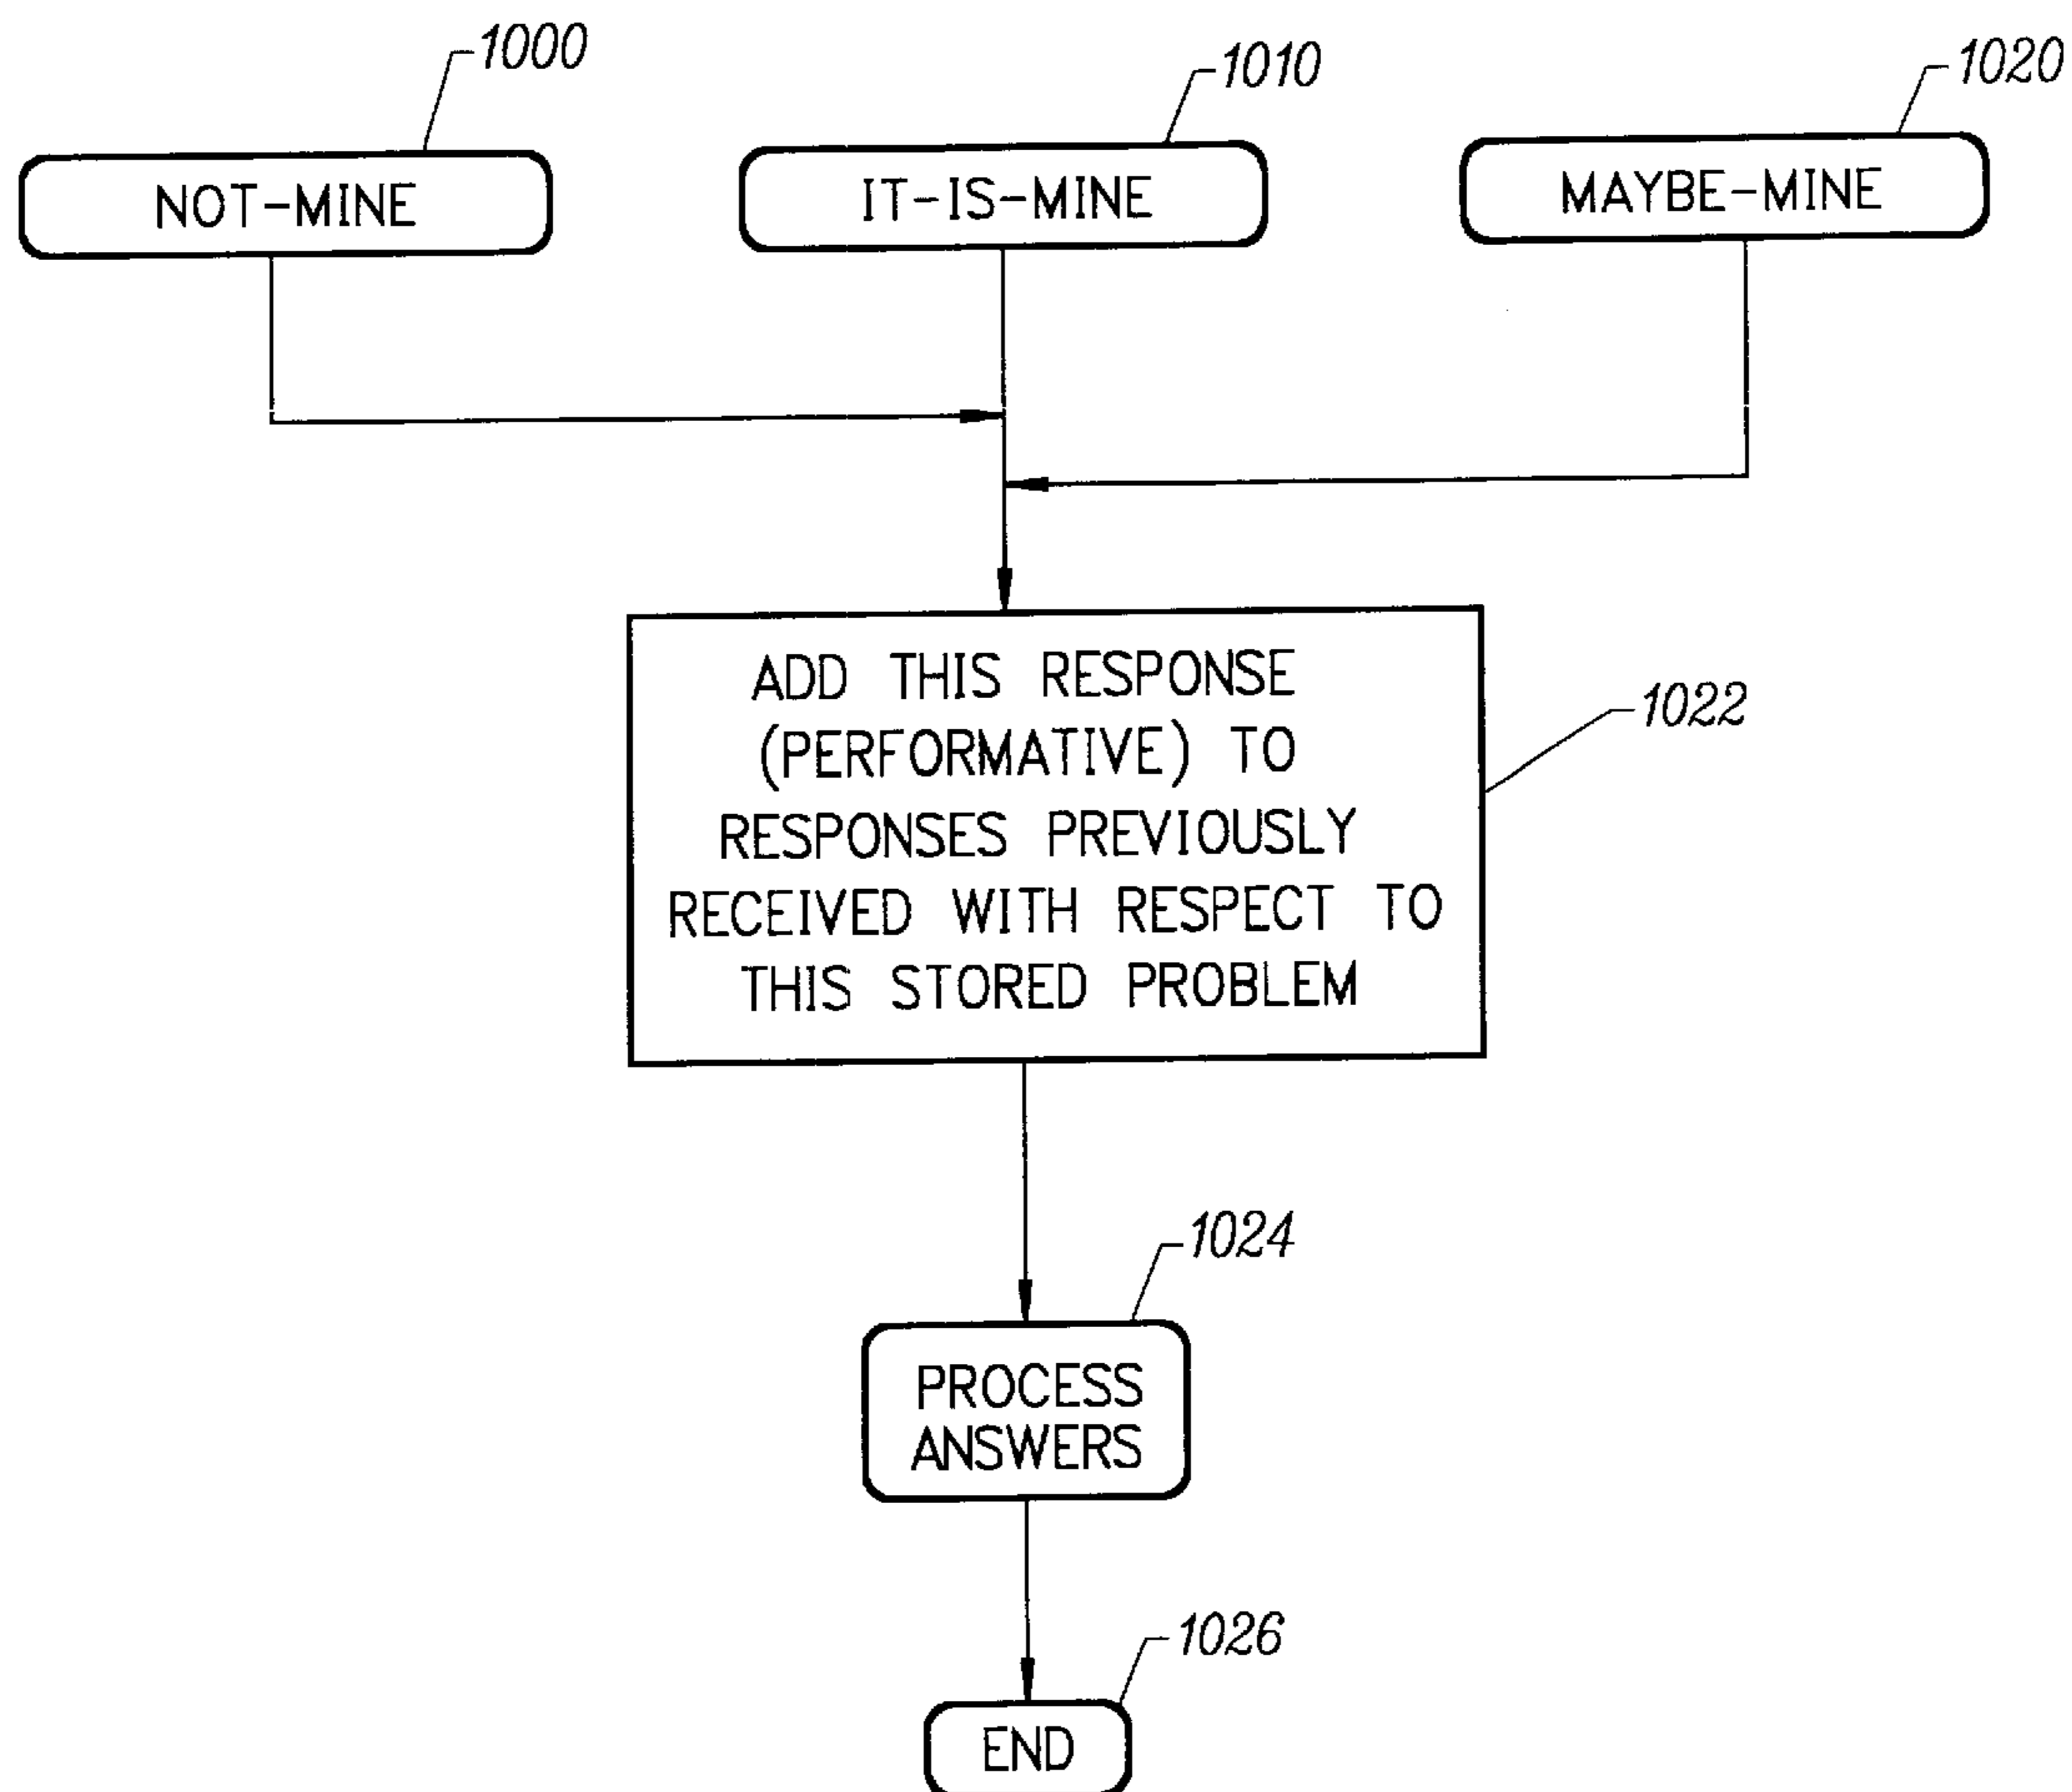 1000
1010
1020
NOT-MINE
IT-IS-MINE
MAYBE-MINE
ADD THIS RESPONSE
(PERFORMATIVE) TO
RESPONSES PREVIOUSLY
RECEIVED WITH RESPECT TO
THIS STORED PROBLEM
1022
1024
PROCESS
ANSWERS
1026
END